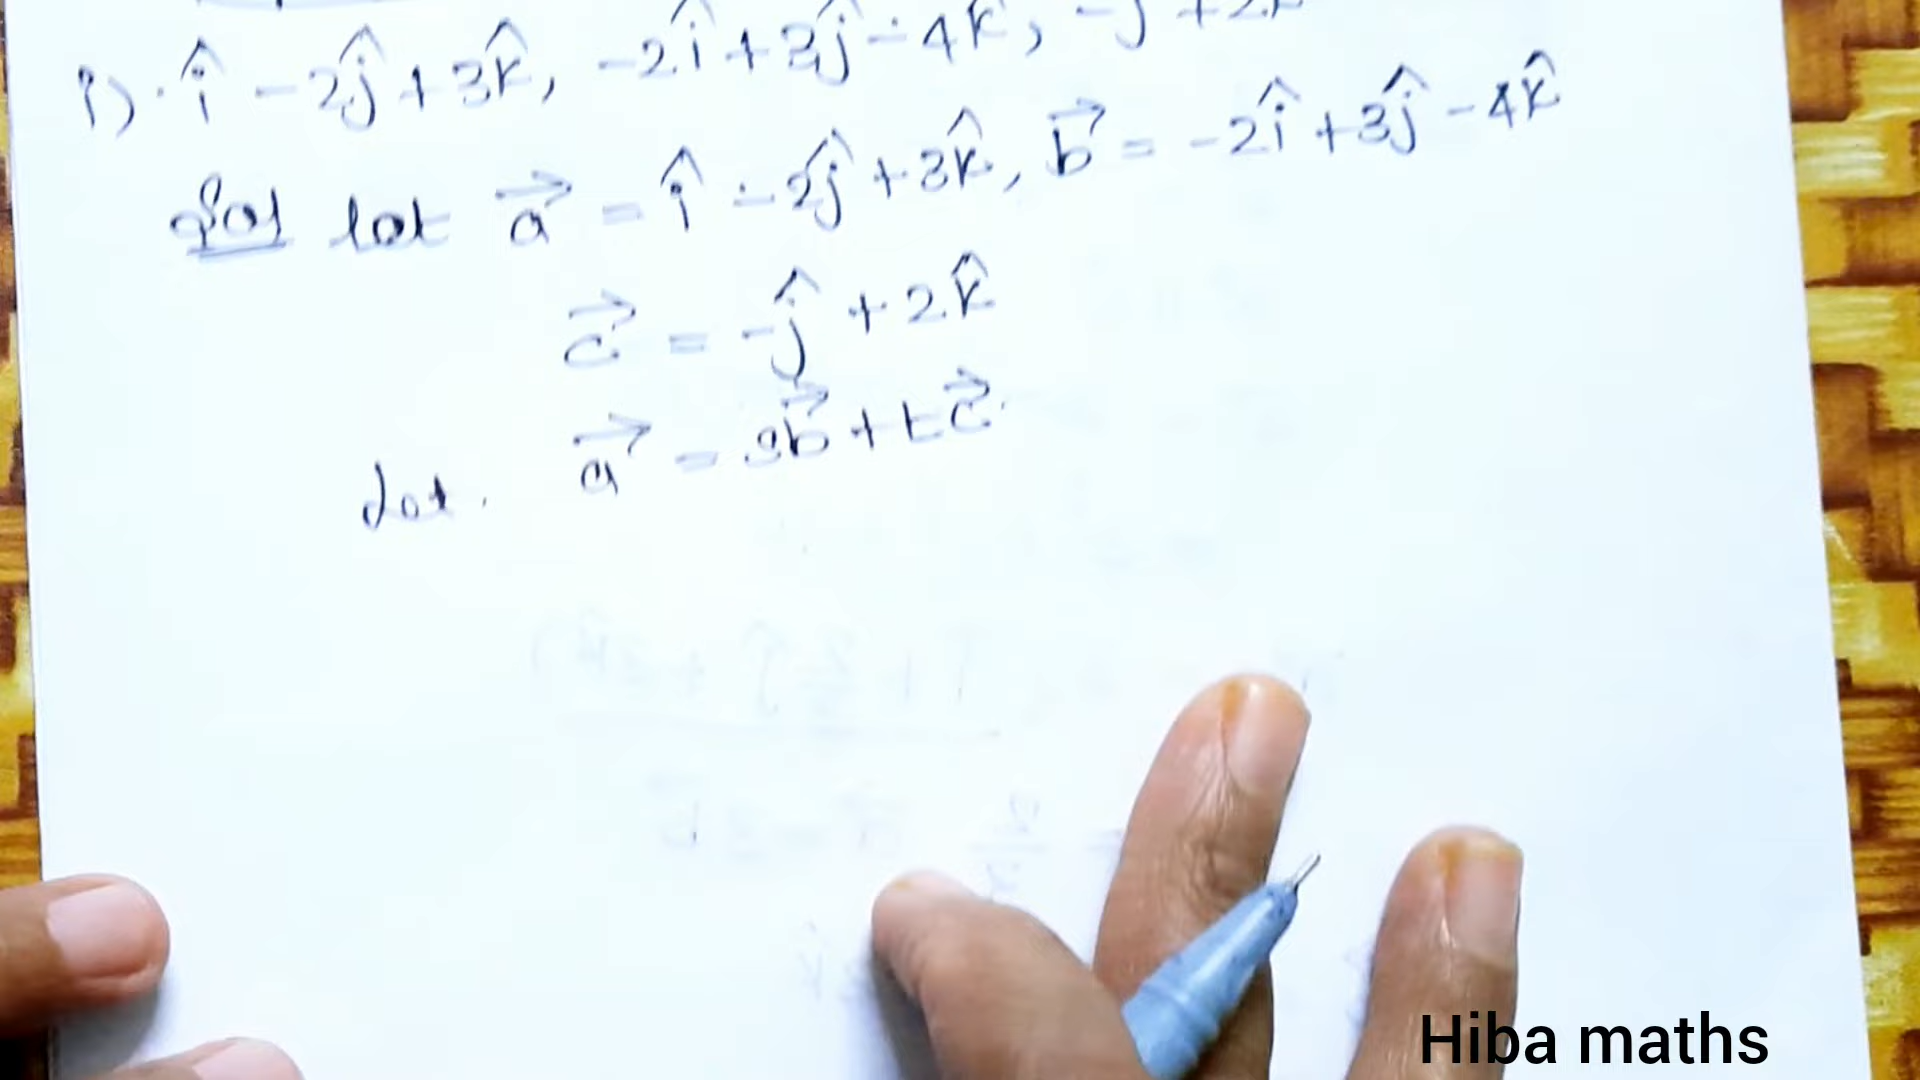 i) î - 2ĵ + 3k̂, -2î + 3ĵ - 4k̂, -ĵ + 2k̂
Sol let a⃗ = î - 2ĵ + 3k̂, b⃗ = -2î + 3ĵ - 4k̂
c⃗ = -ĵ + 2k̂
Let. a⃗ = sb⃗ + tc⃗
Hiba maths